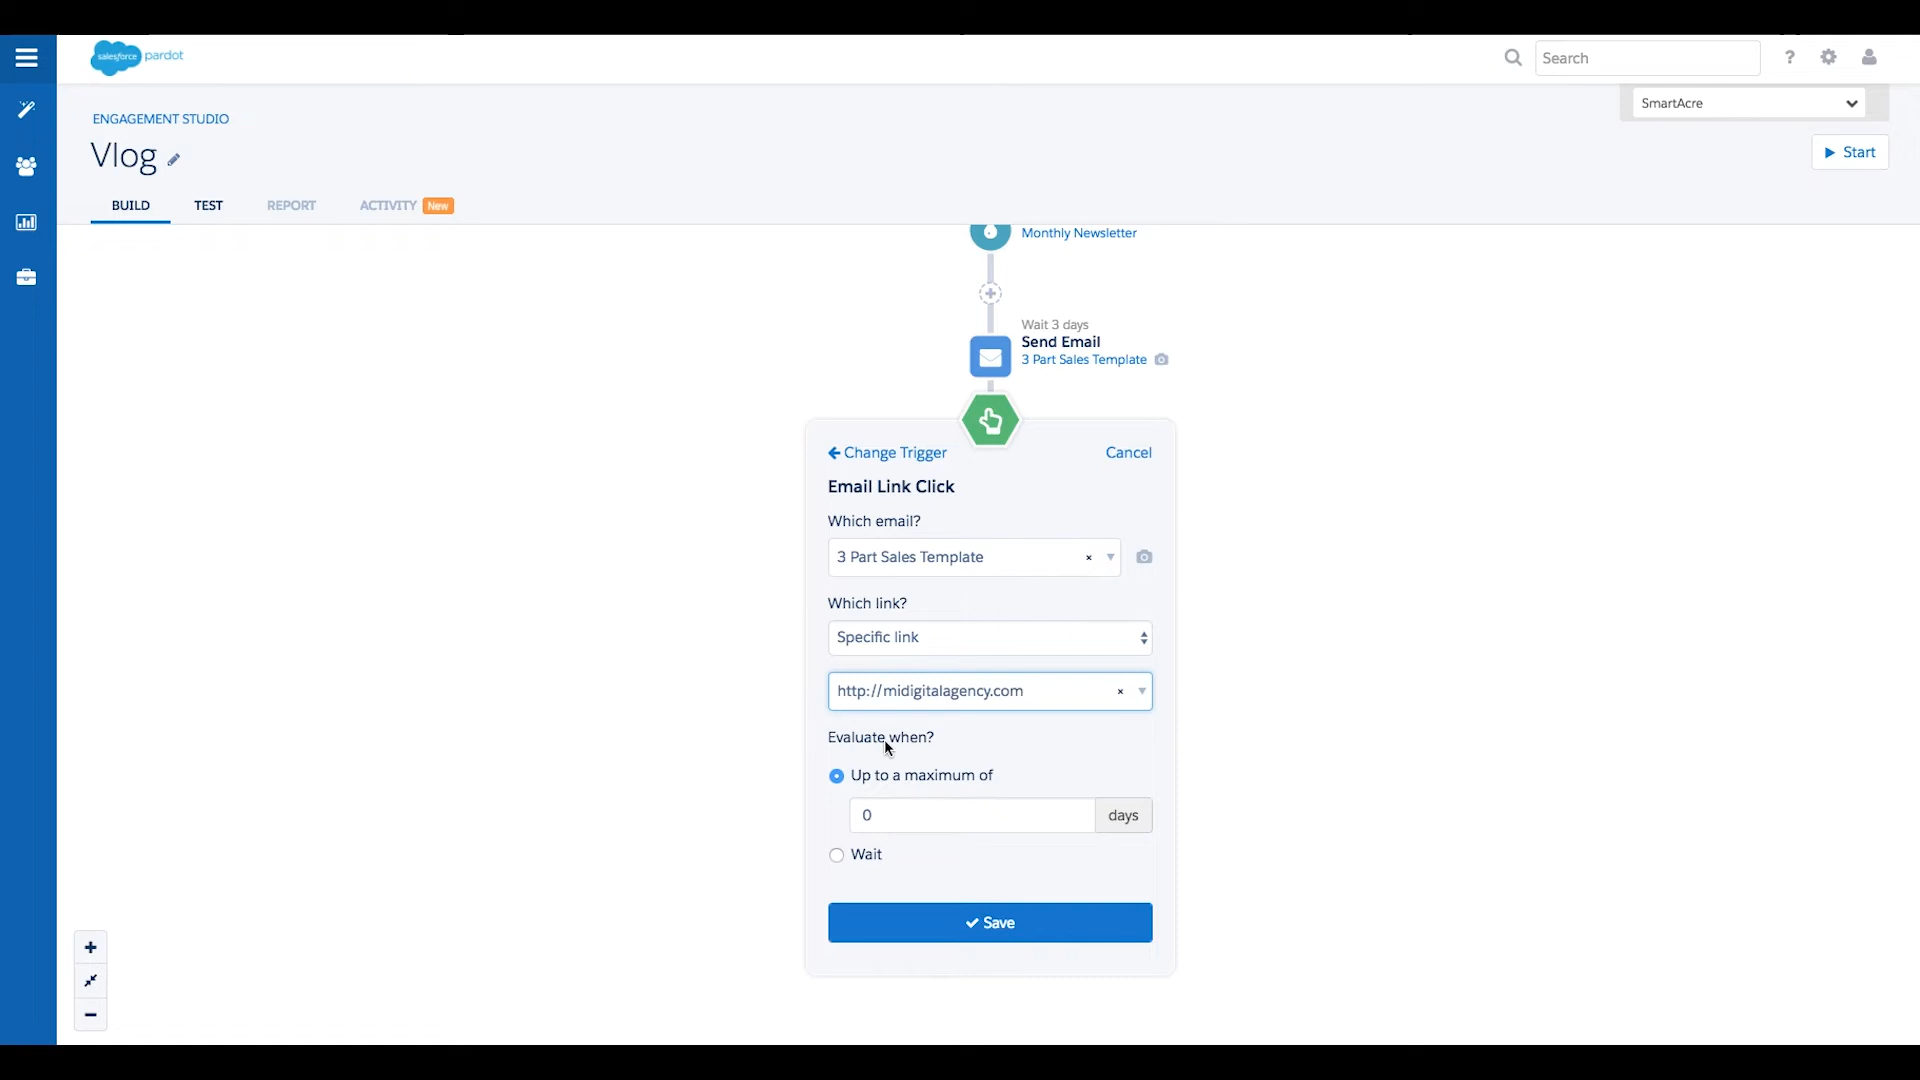 salesforce pardot
Search
?
ENGAGEMENT STUDIO
SmartAcre
Vlog
Start
BUILD TEST REPORT ACTIVITY New
Monthly Newsletter
Wait 3 days
Send Email
3 Part Sales Template
Change Trigger Cancel
Email Link Click
Which email?
3 Part Sales Template
Which link?
Specific link
http://midigitalagency.com
Evaluate when?
Up to a maximum of
0 days
Wait
Save